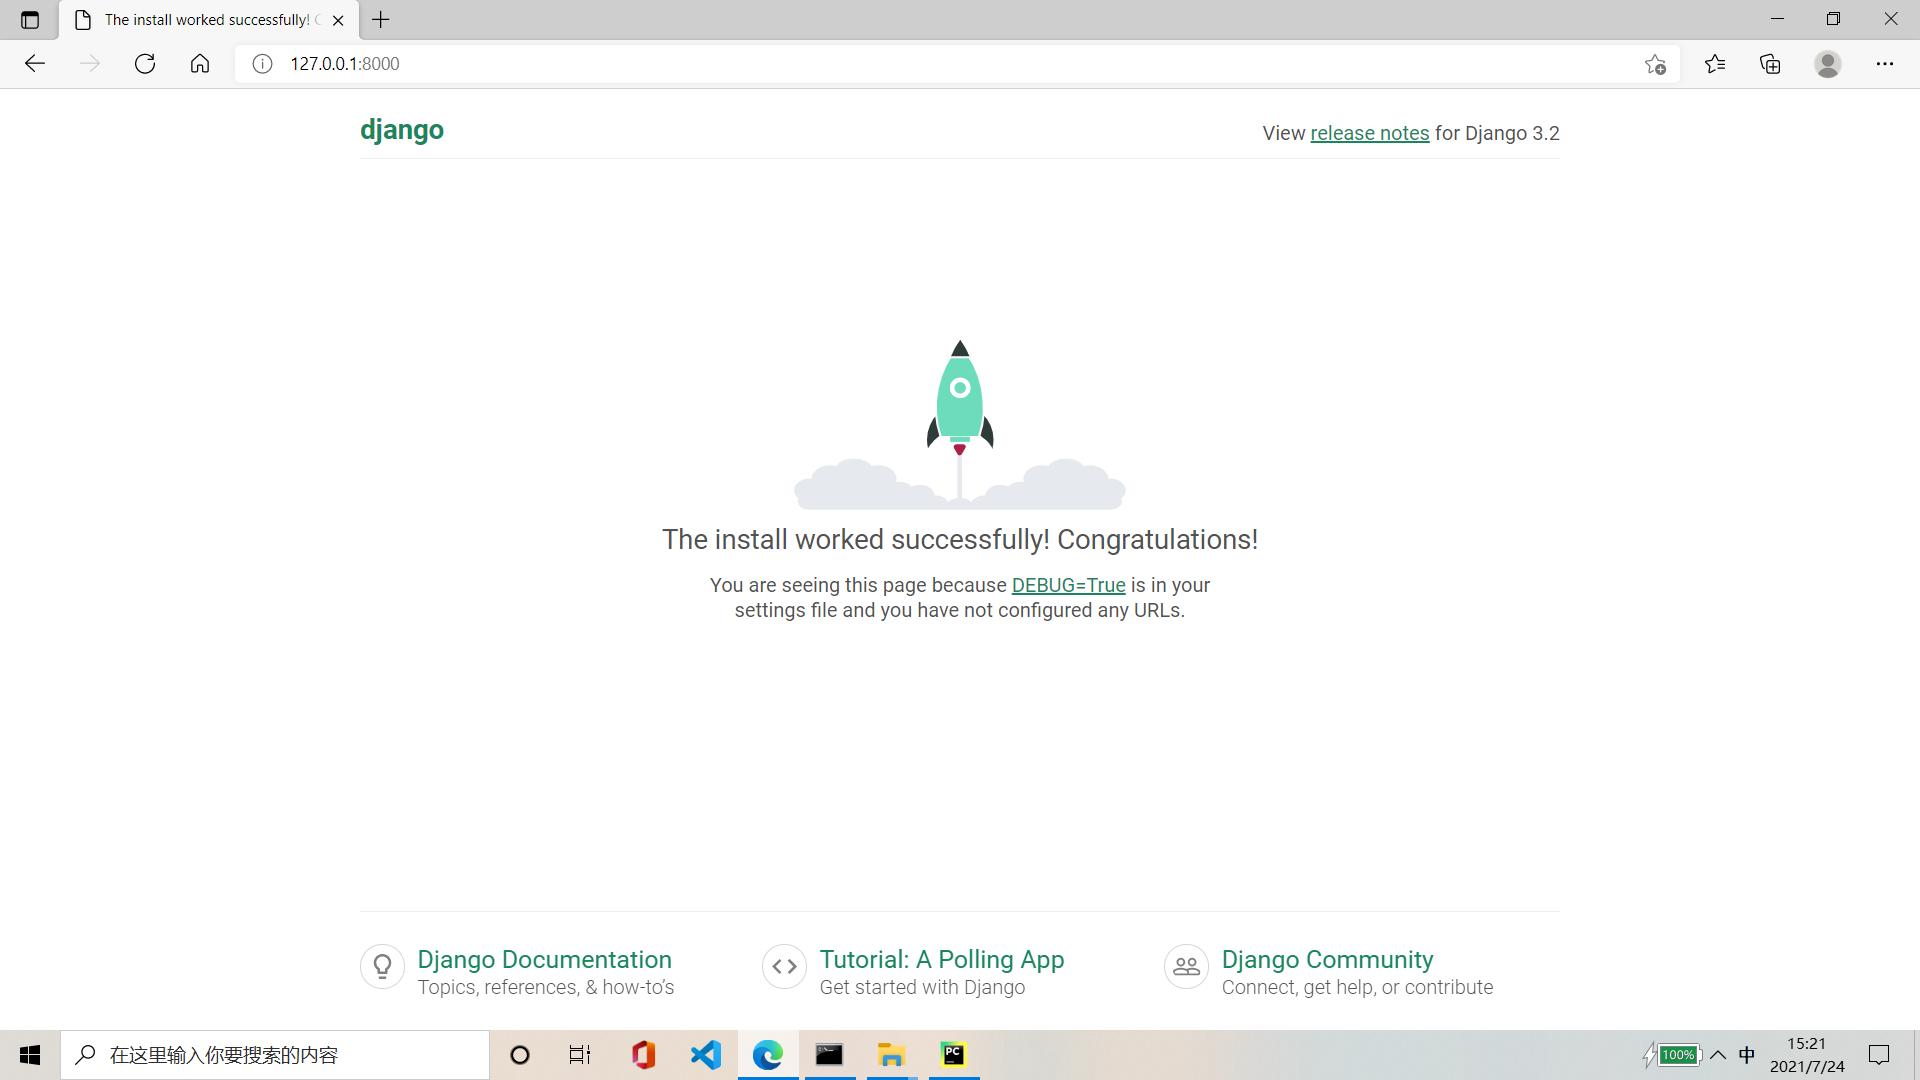 The install worked successfully! C
127.0.0.1:8000
django
View release notes for Django 3.2
The install worked successfully! Congratulations!
You are seeing this page because DEBUG=True is in your
settings file and you have not configured any URLs.
Django Documentation
Topics, references, & how-to's
Tutorial: A Polling App
Get started with Django
Django Community
Connect, get help, or contribute
在这里输入你要搜索的内容
PC
100%
中
15:21
2021/7/24